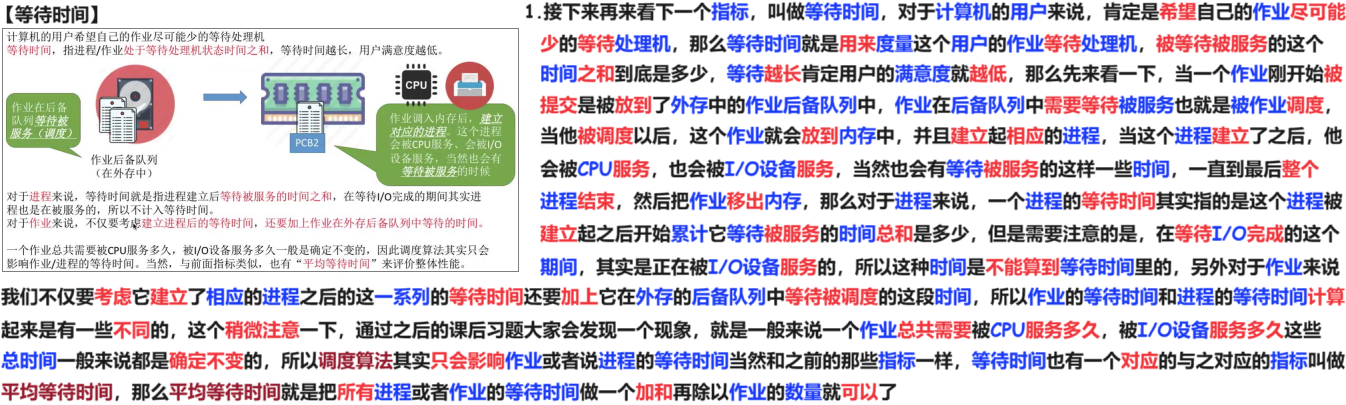 【等待时间】
计算机的用户希望自己的作业尽可能少的等待处理机
等待时间，指进程/作业处于等待处理机状态时间之和，等待时间越长，用户满意度越低。
作业在后备
队列等待被
服务（调度）
作业后备队列
（在外存中）
PCB2
CPU
作业调入内存后，建立
对应的进程。这个进程
会被CPU服务、会被I/O
设备服务，当然也会有
等待被服务的时候
对于进程来说，等待时间就是指进程建立后等待被服务的时间之和，在等待I/O完成的期间其实进
程也是在被服务的，所以不计入等待时间。
对于作业来说，不仅要考虑建立进程后的等待时间，还要加上作业在外存后备队列中等待的时间。
一个作业总共需要被CPU服务多久，被I/O设备服务多久一般是确定不变的，因此调度算法其实只会
影响作业/进程的等待时间。当然，与前面指标类似，也有“平均等待时间”来评价整体性能。
1.接下来再来看下一个指标，叫做等待时间，对于计算机的用户来说，肯定是希望自己的作业尽可能
少的等待处理机，那么等待时间就是用来度量这个用户的作业等待处理机，被等待被服务的这个
时间之和到底是多少，等待越长肯定用户的满意度就越低，那么先来看一下，当一个作业刚开始被
提交是被放到了外存中的作业后备队列中，作业在后备队列中需要等待被服务也就是被作业调度，
当他被调度以后，这个作业就会放到内存中，并且建立起相应的进程，当这个进程建立了之后，他
会被CPU服务，也会被I/O设备服务，当然也会有等待被服务的这样一些时间，一直到最后整个
进程结束，然后把作业移出内存，那么对于进程来说，一个进程的等待时间其实指的是这个进程被
建立起之后开始累计它等待被服务的时间总和是多少，但是需要注意的是，在等待I/O完成的这个
期间，其实是正在被I/O设备服务的，所以这种时间是不能算到等待时间里的，另外对于作业来说
我们不仅要考虑它建立了相应的进程之后的这一系列的等待时间还要加上它在外存的后备队列中等待被调度的这段时间，所以作业的等待时间和进程的等待时间计算
起来是有一些不同的，这个稍微注意一下，通过之后的课后习题大家会发现一个现象，就是一般来说一个作业总共需要被CPU服务多久，被I/O设备服务多久这些
总时间一般来说都是确定不变的，所以调度算法其实只会影响作业或者说进程的等待时间当然和之前的那些指标一样，等待时间也有一个对应的与之对应的指标叫做
平均等待时间，那么平均等待时间就是把所有进程或者作业的等待时间做一个加和再除以作业的数量就可以了